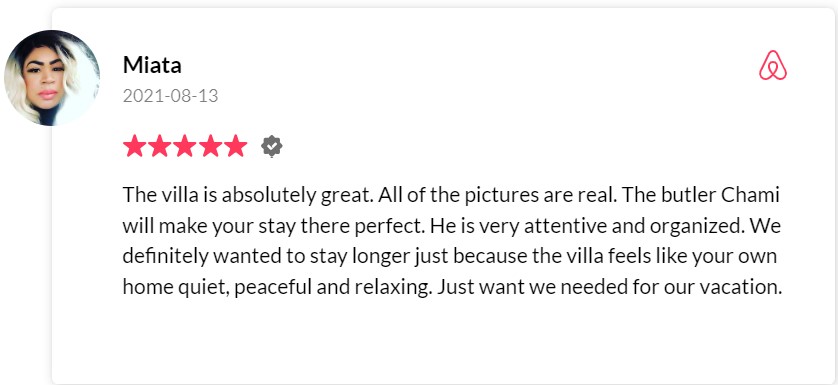 Miata
2021-08-13
The villa is absolutely great. All of the pictures are real. The butler Chami
will make your stay there perfect. He is very attentive and organized. We
definitely wanted to stay longer just because the villa feels like your own
home quiet, peaceful and relaxing. Just want we needed for our vacation.